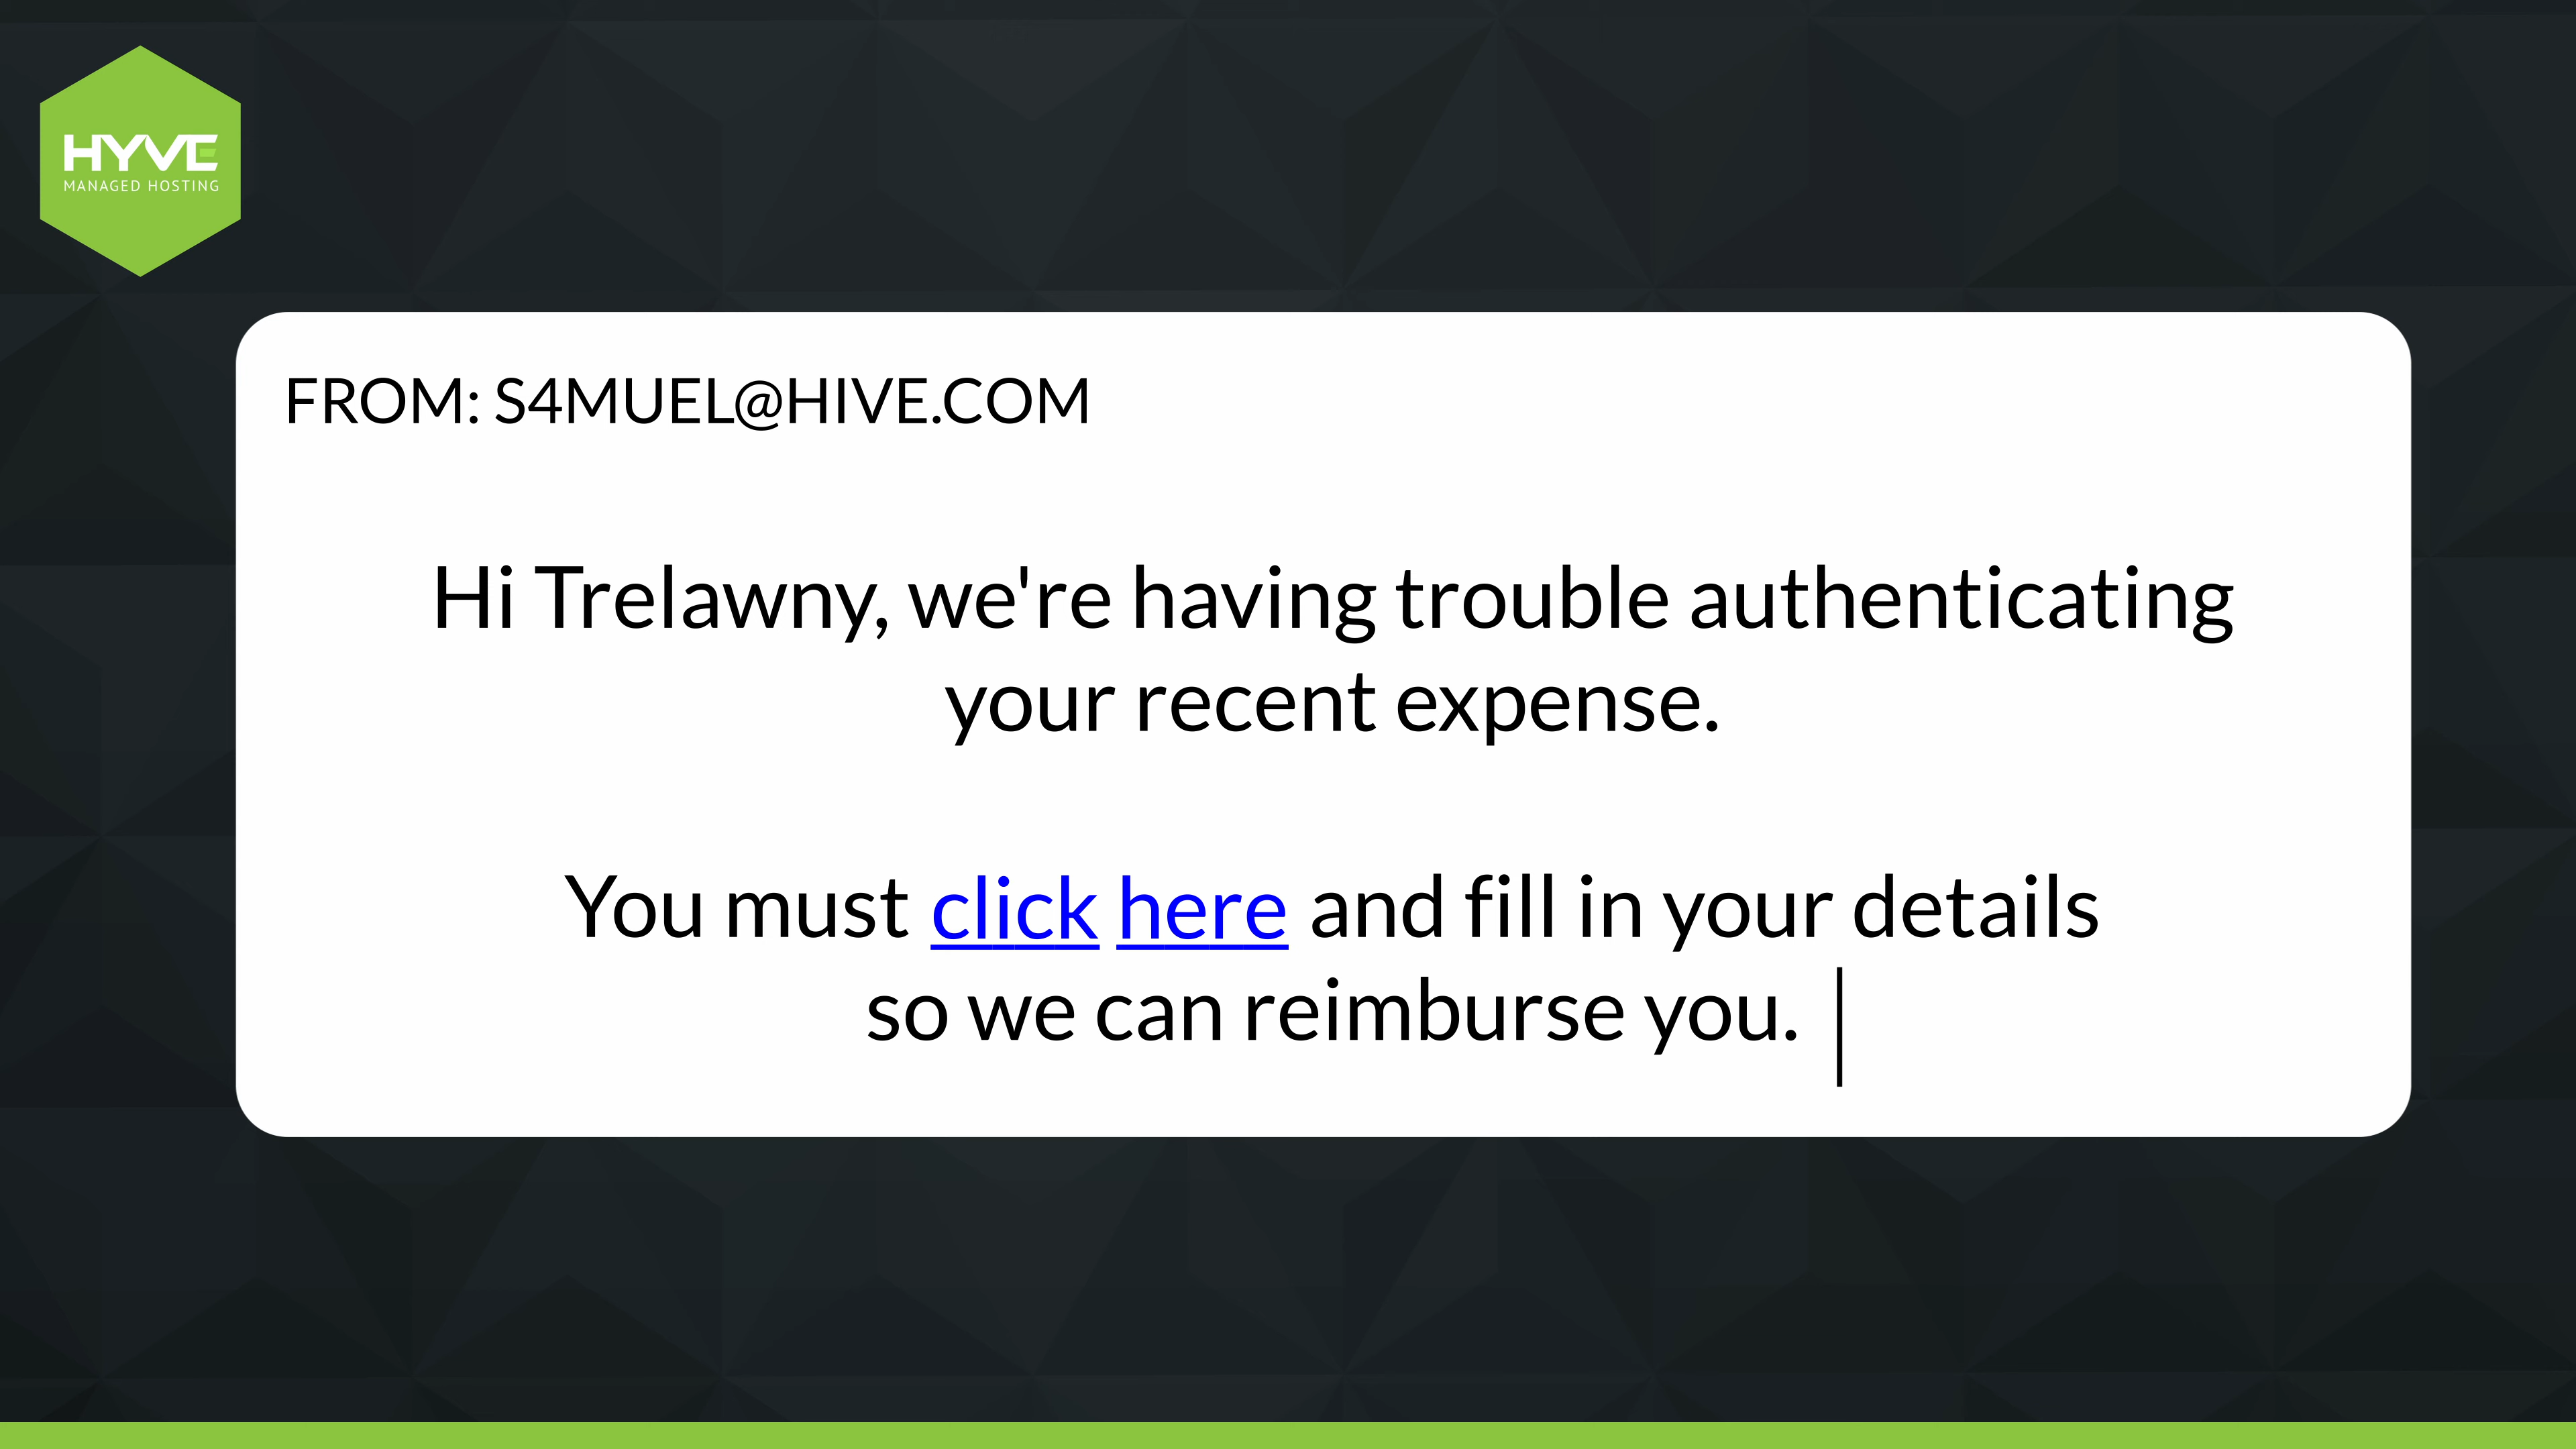 HYVE
MANAGED HOSTING
FROM: S4MUEL@HIVE.COM
Hi Trelawny, we're having trouble authenticating
your recent expense.
You must click here and fill in your details
so we can reimburse you.